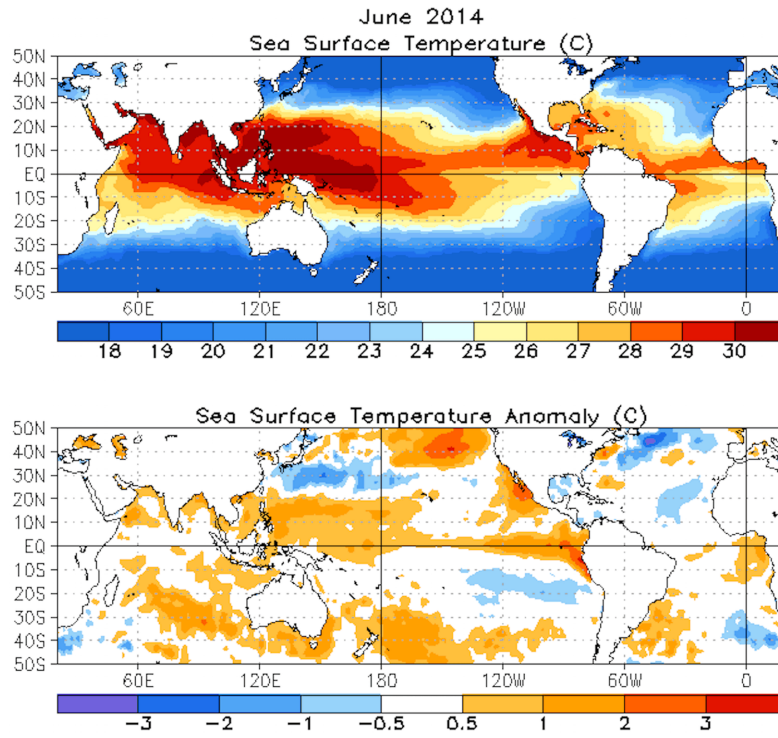 June 2014
Sea Surface Temperature (C)
50N
40N
30N
20N
10N
EQ
10S
20S
30S
40S
50S
60E 120E 180 120W 60W 0
18 19 20 21 22 23 24 25 26 27 28 29 30
Sea Surface Temperature Anomaly (C)
50N
40N
30N
20N
10N
EQ
10S
20S
30S
40S
50S
60E 120E 180 120W 60W 0
-3 -2 -1 -0.5 0.5 1 2 3